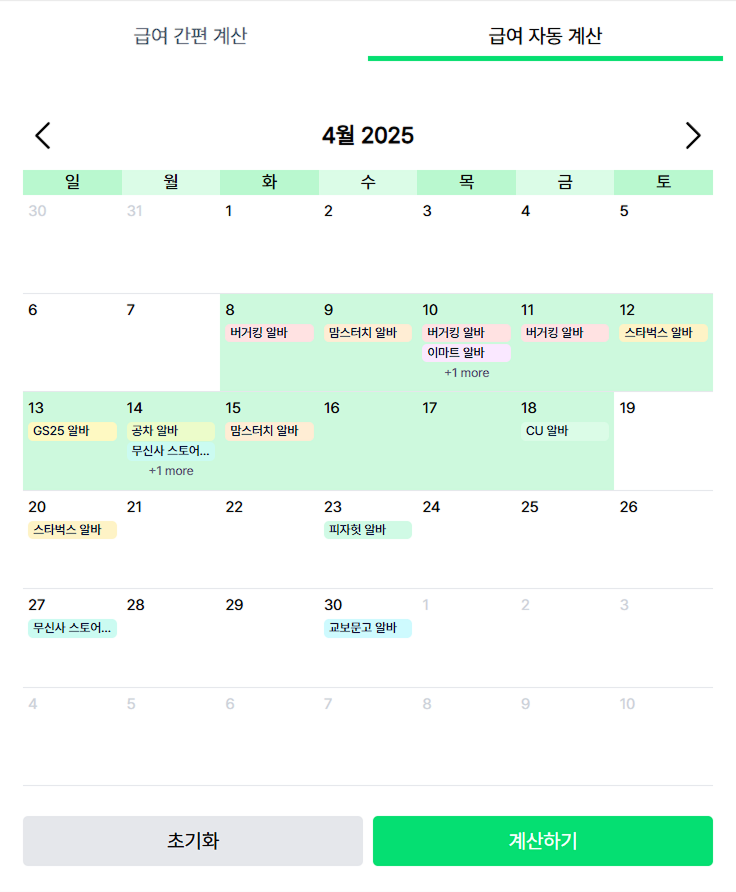 급여 간편 계산 급여 자동 계산
4월 2025
일 월 화 수 목 금 토
30 31 1 2 3 4 5
6 7 8 9 10 11 12
버거킹 알바 맘스터치 알바 버거킹 알바 버거킹 알바 스타벅스 알바
이마트 알바
+1 more
13 14 15 16 17 18 19
GS25 알바 공차 알바 맘스터치 알바 CU 알바
무신사 스토어...
+1 more
20 21 22 23 24 25 26
스타벅스 알바 피자헛 알바
27 28 29 30 1 2 3
무신사 스토어... 교보문고 알바
4 5 6 7 8 9 10
초기화 계산하기